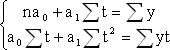 na₀ + a₁∑t = ∑y
a₀∑t + a₁∑t² = ∑yt